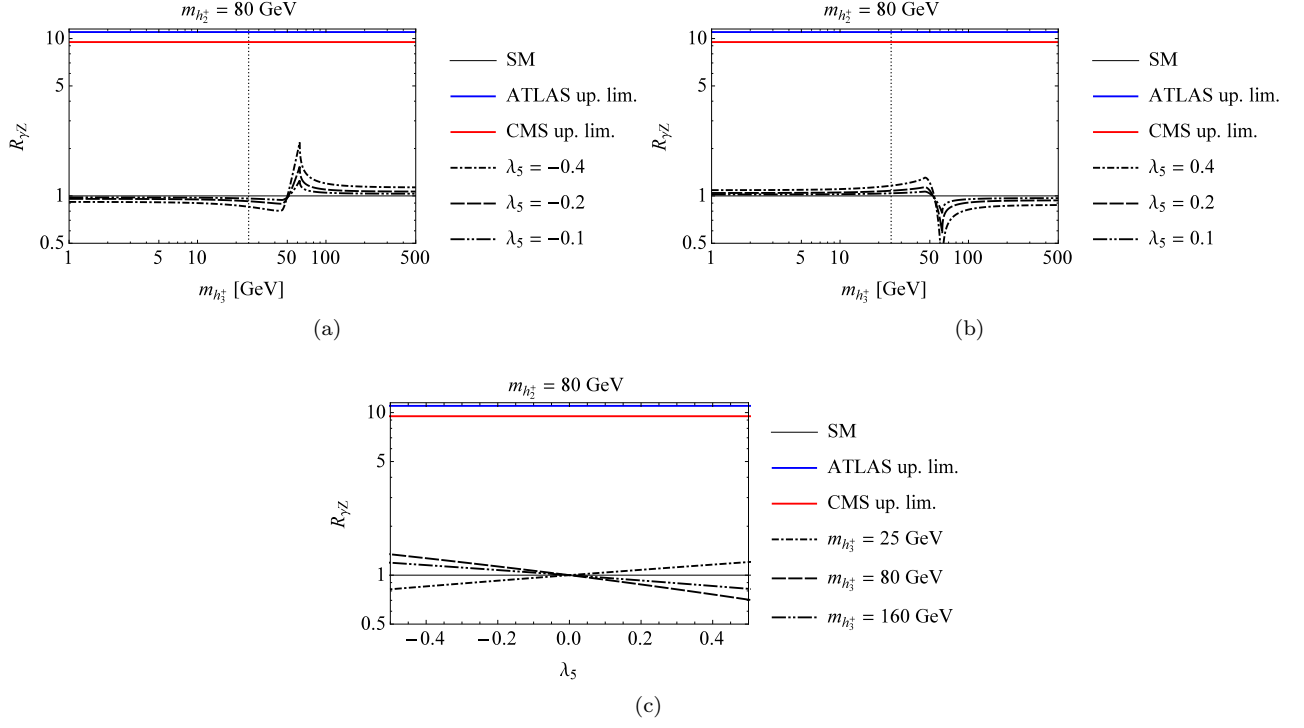 m_{h_2^+} = 80 GeV
10
5
1
0.5
R_{γZ}
1
5
10
50
100
500
m_{h_3^+} [GeV]
SM
ATLAS up. lim.
CMS up. lim.
λ_5 = −0.4
λ_5 = −0.2
λ_5 = −0.1
(a)
m_{h_2^+} = 80 GeV
10
5
1
0.5
R_{γZ}
1
5
10
50
100
500
m_{h_3^+} [GeV]
SM
ATLAS up. lim.
CMS up. lim.
λ_5 = 0.4
λ_5 = 0.2
λ_5 = 0.1
(b)
m_{h_2^+} = 80 GeV
10
5
1
0.5
R_{γZ}
−0.4
−0.2
0.0
0.2
0.4
λ_5
SM
ATLAS up. lim.
CMS up. lim.
m_{h_3^+} = 25 GeV
m_{h_3^+} = 80 GeV
m_{h_3^+} = 160 GeV
(c)